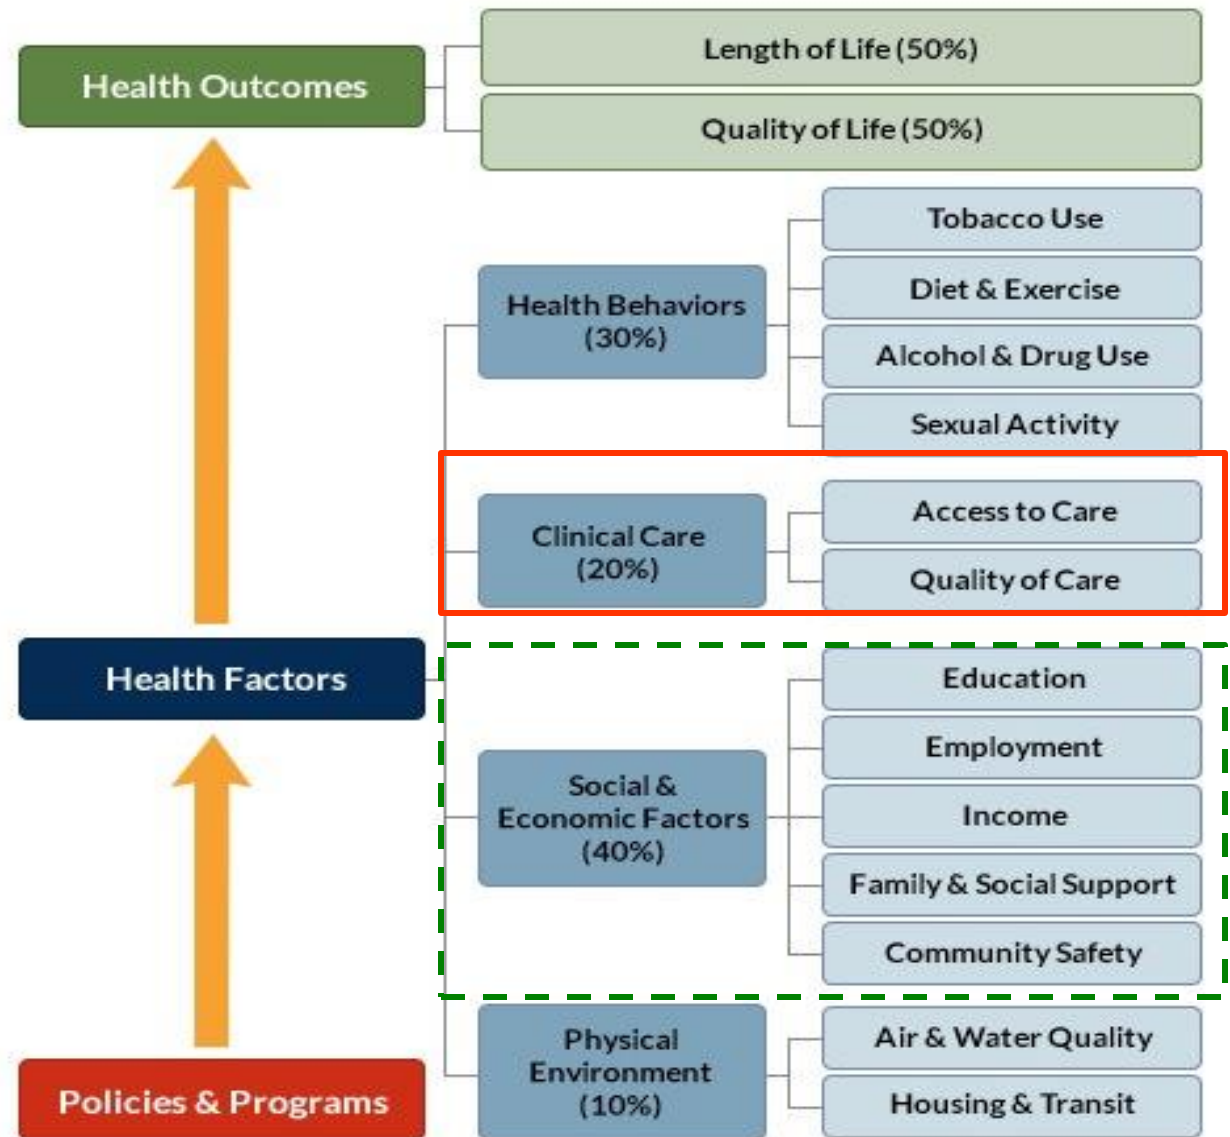 Health Outcomes
Length of Life (50%)
Quality of Life (50%)
Tobacco Use
Health Behaviors
(30%)
Diet & Exercise
Alcohol & Drug Use
Sexual Activity
Clinical Care
(20%)
Access to Care
Quality of Care
Health Factors
Social &
Economic Factors
(40%)
Education
Employment
Income
Family & Social Support
Community Safety
Physical
Environment
(10%)
Air & Water Quality
Housing & Transit
Policies & Programs